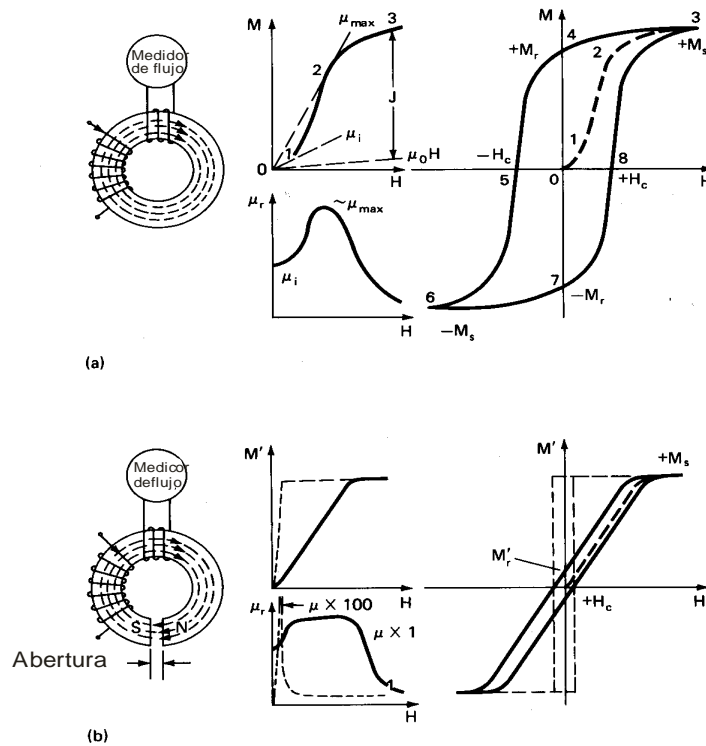 Medidor
de flujo
M
0
1
2
3
μmax
μi
J
μ0H
H
μr
~μmax
μi
H
M
4
+Mr
2
3
+Ms
1
−Hc
5
0
8
+Hc
H
6
7
−Mr
−Ms
(a)
Medicor
deflujo
S N
Abertura
M'
H
μr
μ × 100
μ × 1
H
M'
+Ms
M'r
+Hc
H
(b)